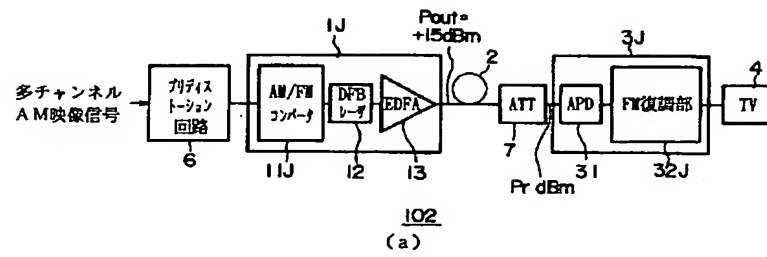 1J
Pout=
+15dBm
2
3J
4
多チャンネル
AM映像信号
プリディス
トーション
回路
6
AM/FM
コンバータ
11J
DFB
レーザ
12
EDFA
13
ATT
7
Pr dBm
APD
31
FM復調部
32J
TV
102
(a)